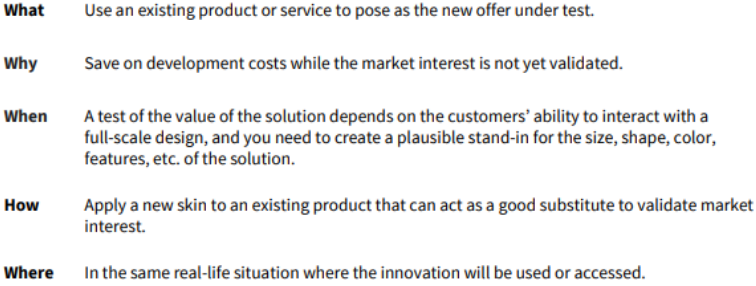 What Use an existing product or service to pose as the new offer under test.
Why Save on development costs while the market interest is not yet validated.
When A test of the value of the solution depends on the customers’ ability to interact with a
full-scale design, and you need to create a plausible stand-in for the size, shape, color,
features, etc. of the solution.
How Apply a new skin to an existing product that can act as a good substitute to validate market
interest.
Where In the same real-life situation where the innovation will be used or accessed.